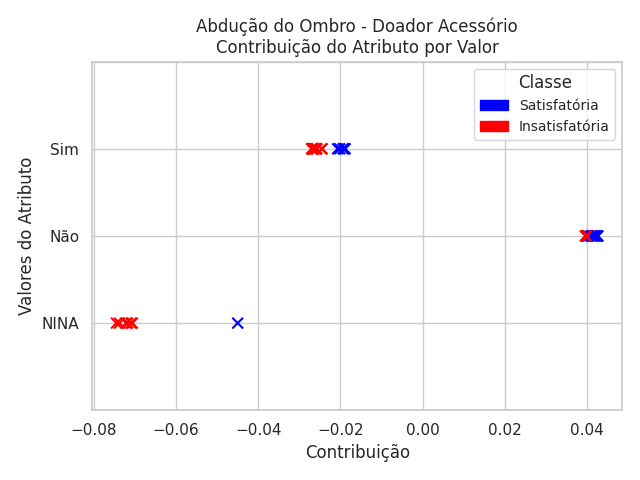 Abdução do Ombro - Doador Acessório
Contribuição do Atributo por Valor
Classe
Satisfatória
Insatisfatória
Valores do Atributo
Sim
Não
NINA
−0.08 −0.06 −0.04 −0.02 0.00 0.02 0.04
Contribuição